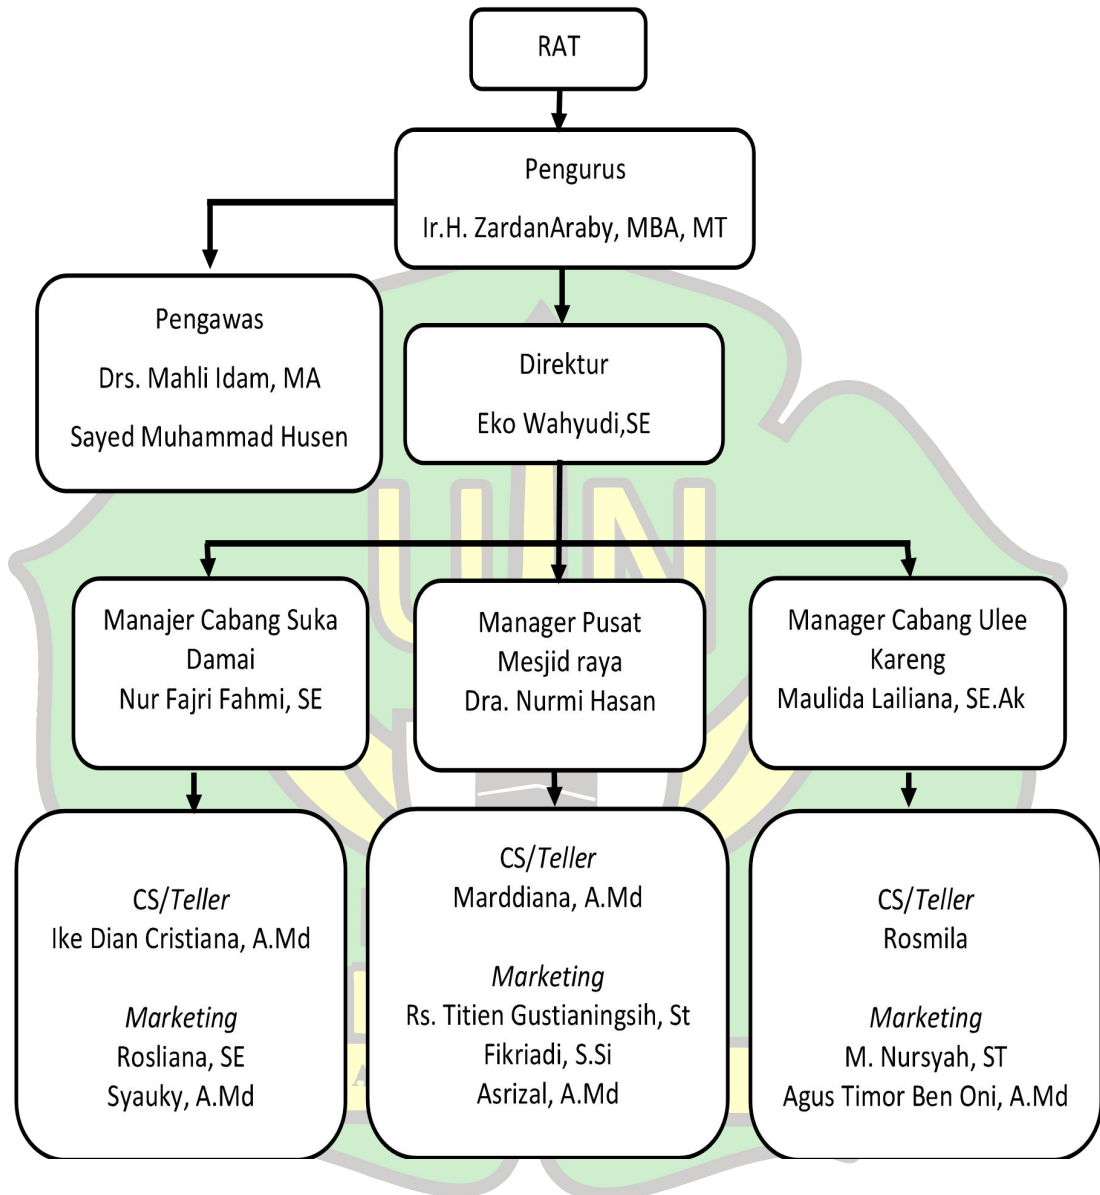 RAT
Pengurus
Ir.H. ZardanAraby, MBA, MT
Pengawas
Drs. Mahli Idam, MA
Sayed Muhammad Husen
Direktur
Eko Wahyudi,SE
UIN
Manajer Cabang Suka
Damai
Nur Fajri Fahmi, SE
Manager Pusat
Mesjid raya
Dra. Nurmi Hasan
Manager Cabang Ulee
Kareng
Maulida Lailiana, SE.Ak
CS/Teller
Ike Dian Cristiana, A.Md
Marketing
Rosliana, SE
Syauky, A.Md
CS/Teller
Marddiana, A.Md
Marketing
Rs. Titien Gustianingsih, St
Fikriadi, S.Si
Asrizal, A.Md
CS/Teller
Rosmila
Marketing
M. Nursyah, ST
Agus Timor Ben Oni, A.Md